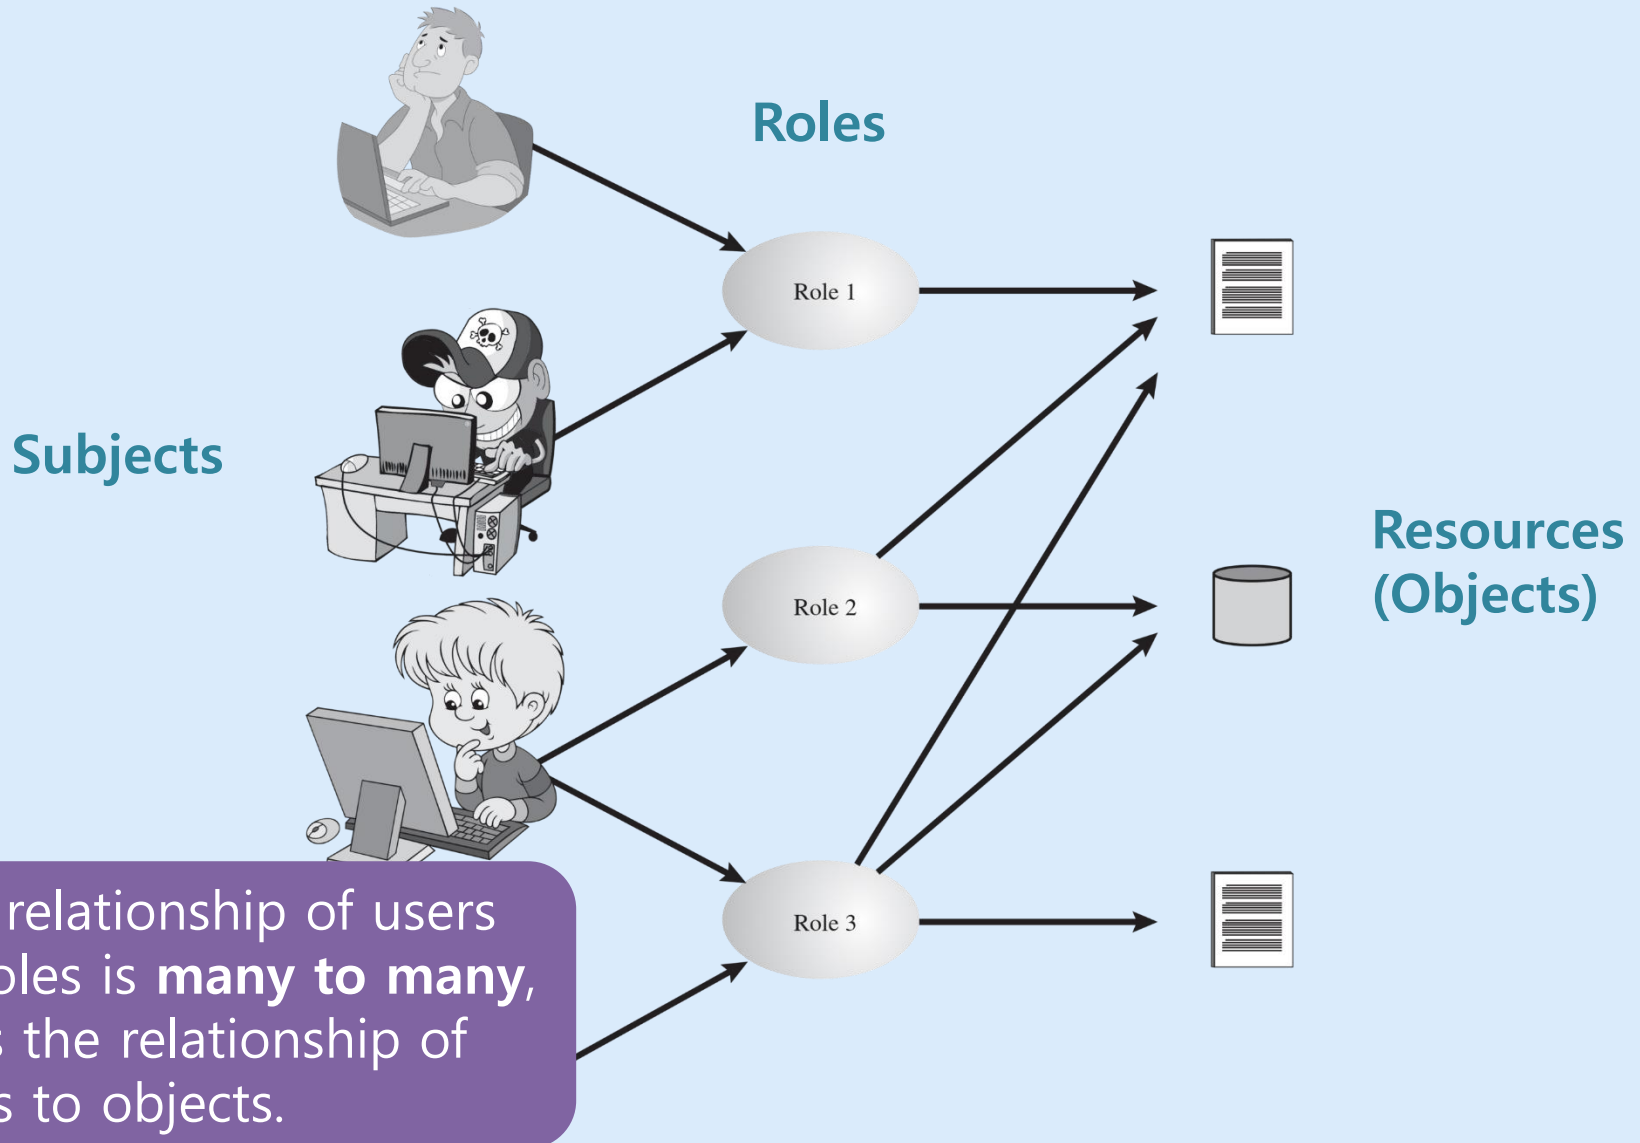 Roles
Role 1
Subjects
Resources
(Objects)
Role 2
Role 3
relationship of users
is many to many,
the relationship of
to objects.